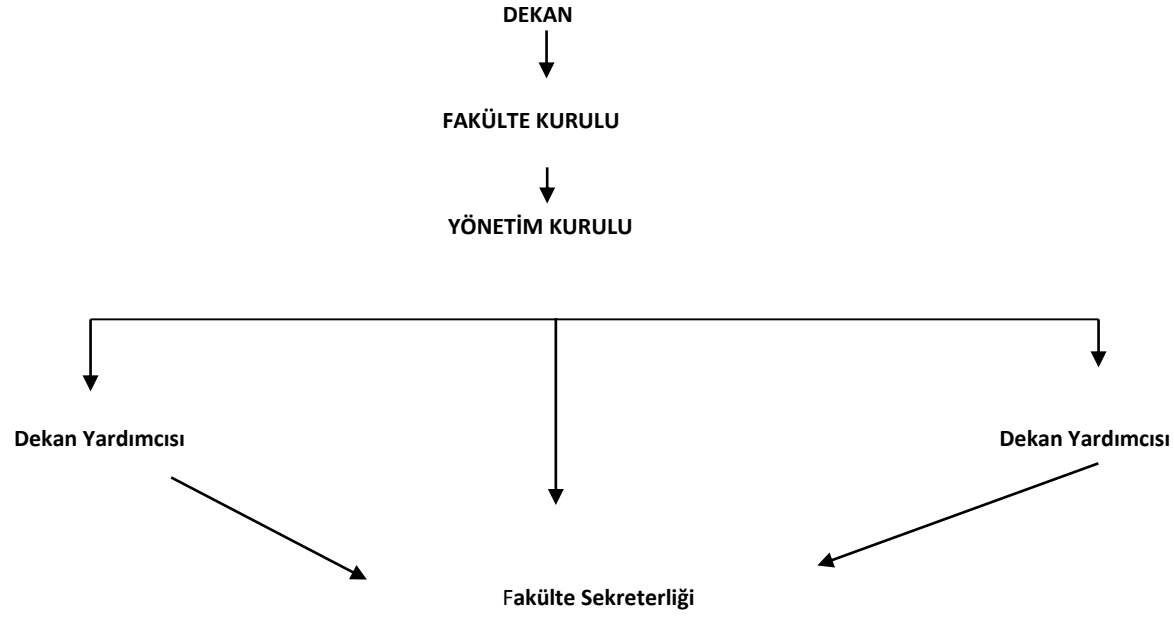 DEKAN
FAKÜLTE KURULU
YÖNETİM KURULU
Dekan Yardımcısı
Dekan Yardımcısı
Fakülte Sekreterliği